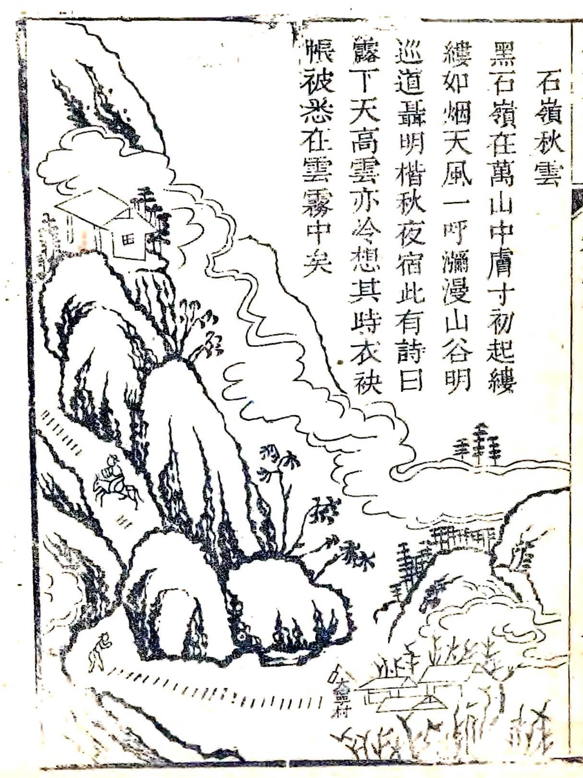 石嶺秋雲
黑石嶺在萬山中膚寸初起縷
縷如烟天風一呼瀰漫山谷明
巡道聶明楷秋夜宿此有詩曰
露下天高雲亦冷想其時衣袂
帳被悉在雲霧中矣
大寧村